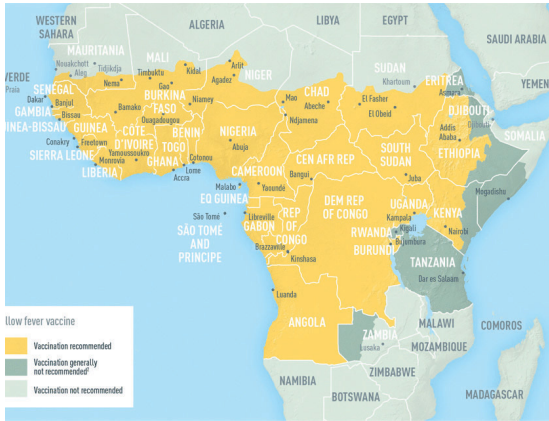 WESTERN
SAHARA
ALGERIA
LIBYA
EGYPT
SAUDI ARABIA
MAURITANIA
Nouakchott
Tidjikdja
Aleg
MALI
Kidal
Arlit
NIGER
Agadez
SUDAN
Khartoum
ERITREA
Asmara
YEMEN
VERDE
Praia
Nema
Timbuktu
Gao
SENEGAL
Dakar
GAMBIA
Banjul
Bissau
INEA-BISSAU
BURKINA
FASO
Niamey
Bamako
Ouagadougou
CHAD
Mao
Abeche
Ndjamena
El Fasher
El Obeid
DJIBOUTI
Djibouti
GUINEA
Conakry
Freetown
SIERRA LEONE
CÔTE
D'IVOIRE
Yamoussoukro
Monrovia
LIBERIA
BENIN
TOGO
GHANA
Cotonou
Lome
Accra
NIGERIA
Abuja
Addis
Ababa
SOMALIA
ETHIOPIA
CEN AFR REP
SOUTH
SUDAN
Juba
CAMEROON
Bangui
Malabo
Yaoundé
EQ GUINEA
Mogadisho
São Tomé
SÃO TOMÉ
AND
PRINCIPE
Libreville
GABON
REP
OF
CONGO
Brazzaville
Kinshasa
DEM REP
OF CONGO
UGANDA
Kampala
KENYA
Nairobi
RWANDA
Kigali
BURUNDI
Bujumbura
TANZANIA
Dar es Salaam
Luanda
ANGOLA
ZAMBIA
Lusaka
MALAWI
COMOROS
MOZAMBIQUE
ZIMBABWE
NAMIBIA
BOTSWANA
MADAGASCAR
llow fever vaccine
Vaccination recommended
Vaccination generally
not recommended²
Vaccination not recommended